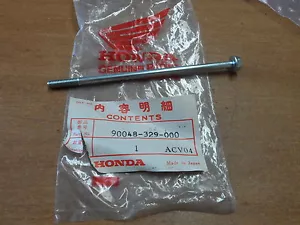 HONDA
GENUINE PARTS
内容明細
CONTENTS
90048-329-000
1 ACV04
HONDA
Made in Japan